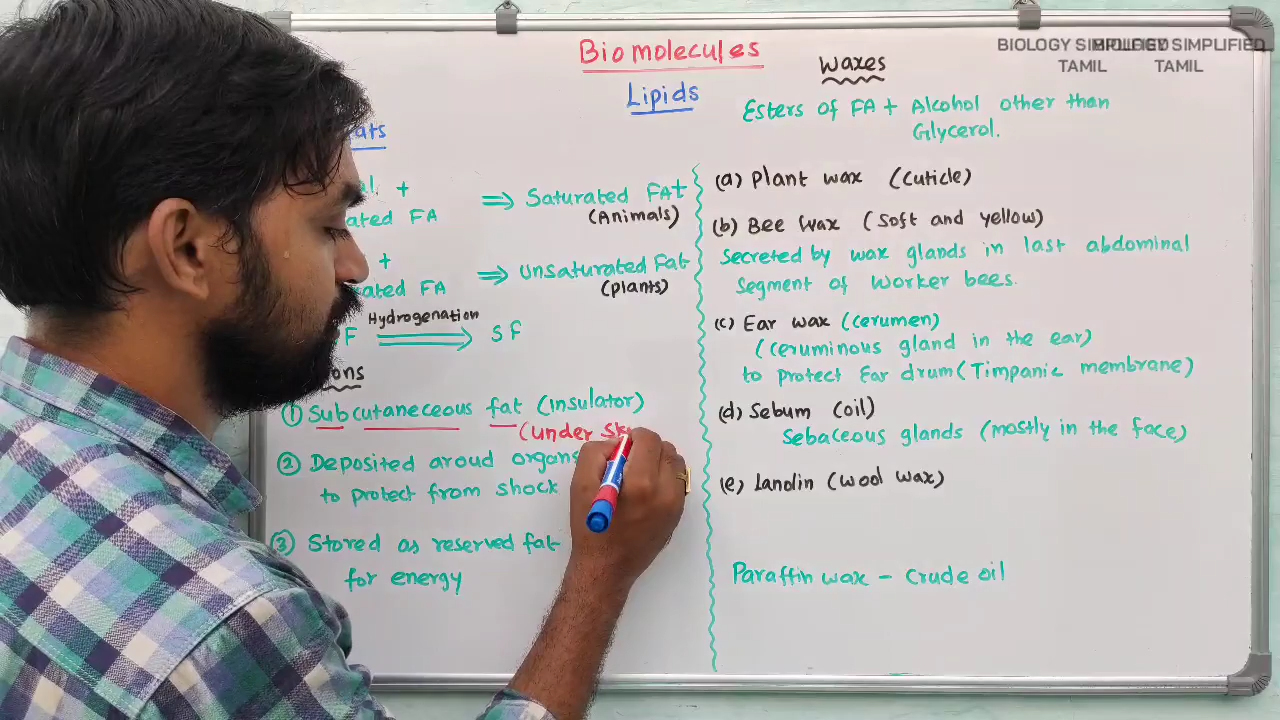 Biomolecules
Lipids
BIOLOGY SIMPLIFIED TAMIL
SIMPLIFIED TAMIL
+
FA
⇒ Saturated FAt
(Animals)
+
FA
⇒ Unsaturated Fat
(Plants)
F Hydrogenation SF
① Subcutaneceous fat (Insulator)
(under sk
② Deposited aroud organs
to protect from shock
③ Stored as reserved fat
for energy
Waxes
Esters of FA + Alcohol other than
Glycerol.
(a) Plant wax (cuticle)
(b) Bee wax (soft and yellow)
Secreted by wax glands in last abdominal
Segment of Worker bees.
(c) Ear wax (cerumen)
(ceruminous gland in the ear)
to protect Ear drum (Timpanic membrane)
(d) Sebum (oil)
Sebaceous glands (mostly in the face)
(e) Lanolin (wool wax)
Paraffin wax - crude oil